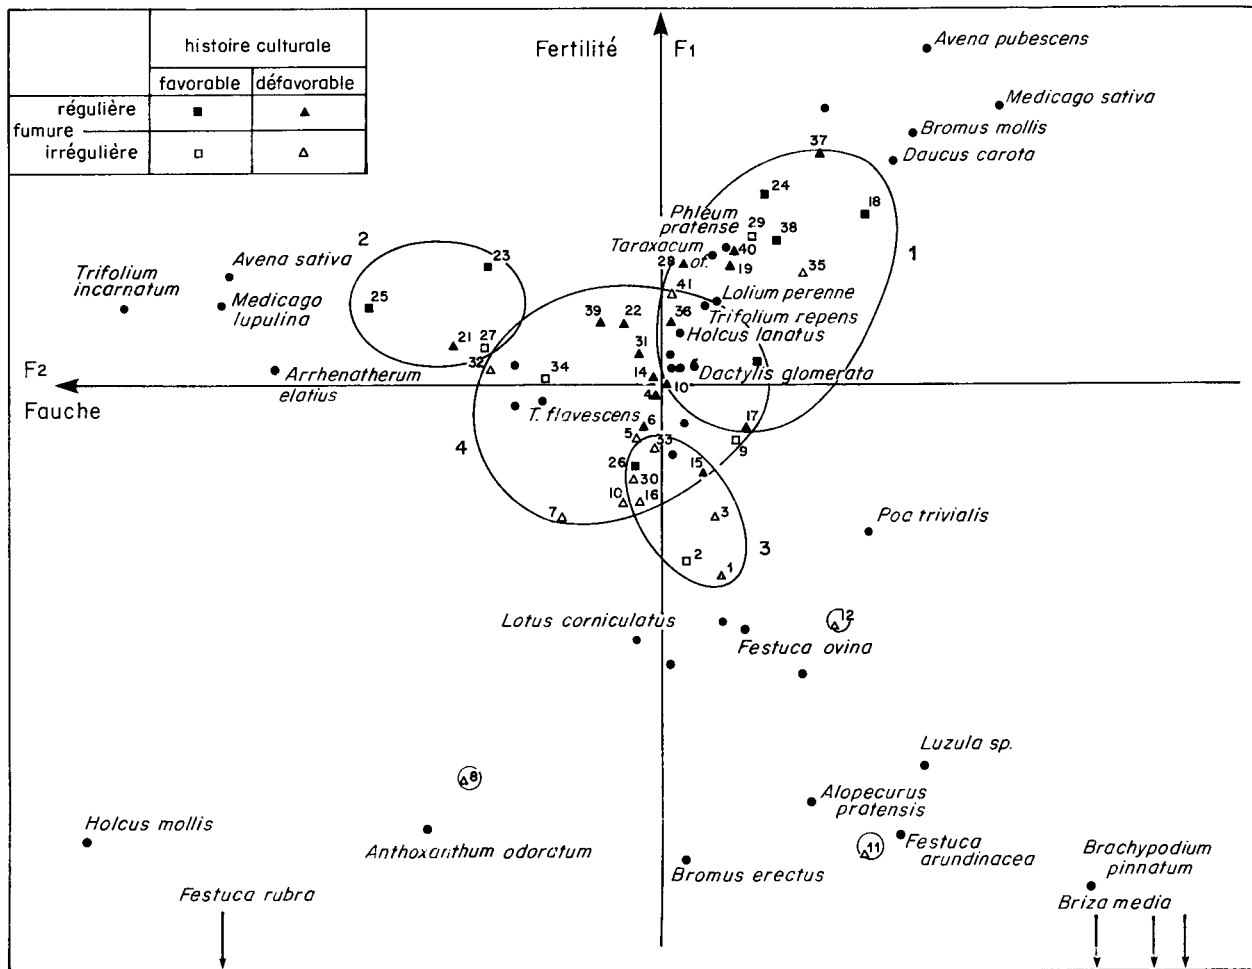 histoire culturale
favorable défavorable
régulière
fumure
irrégulière
Fertilité F1
Avena pubescens
Medicago sativa
Bromus mollis
Daucus carota
37
24
18
Phleum
pratense
29
38
1
2
23
Taraxacum
of.
40
28
19
35
Avena sativa
Trifolium
incarnatum
Medicago
lupulina
25
41
Lolium perenne
39
22
36
Trifolium repens
Holcus lanatus
21
27
31
32
34
14
10
Dactylis glomerata
F2
Arrhenatherum
elatius
Fauche
4
T. flavescens
6
17
4
5
33
9
26
15
30
10
16
7
3
Poa trivialis
2
3
1
Lotus corniculatus
12
Festuca ovina
Luzula sp.
8
Alopecurus
pratensis
Holcus mollis
Anthoxanthum odoratum
11
Festuca
arundinacea
Bromus erectus
Brachypodium
pinnatum
Festuca rubra
Briza media